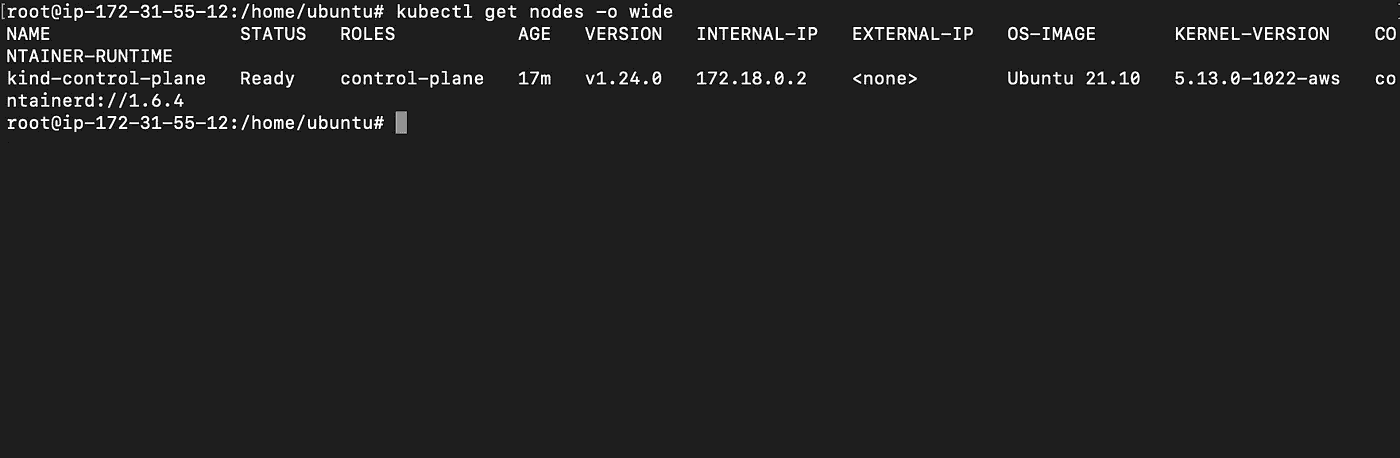 [root@ip-172-31-55-12:/home/ubuntu# kubectl get nodes -o wide
NAME                 STATUS   ROLES           AGE   VERSION   INTERNAL-IP   EXTERNAL-IP   OS-IMAGE       KERNEL-VERSION    CO
NTAINER-RUNTIME
kind-control-plane   Ready    control-plane   17m   v1.24.0   172.18.0.2    <none>        Ubuntu 21.10   5.13.0-1022-aws   co
ntainerd://1.6.4
root@ip-172-31-55-12:/home/ubuntu#